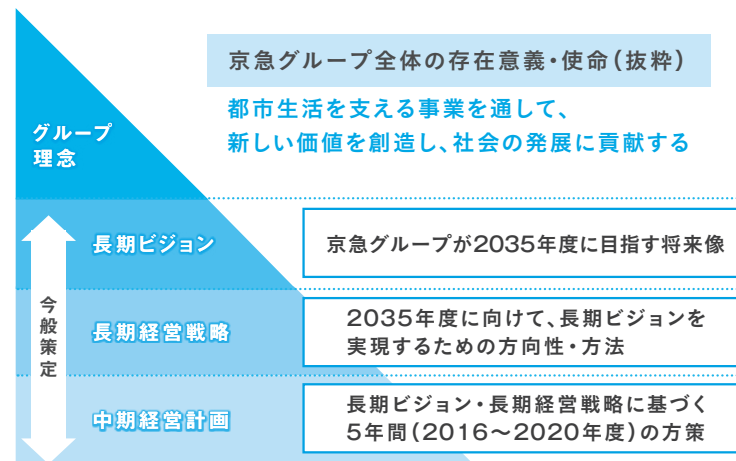 京急グループ全体の存在意義・使命（抜粋）
都市生活を支える事業を通して、
新しい価値を創造し、社会の発展に貢献する
グループ
理念
長期ビジョン
京急グループが2035年度に目指す将来像
今般策定
長期経営戦略
2035年度に向けて、長期ビジョンを
実現するための方向性・方法
中期経営計画
長期ビジョン・長期経営戦略に基づく
5年間（2016～2020年度）の方策